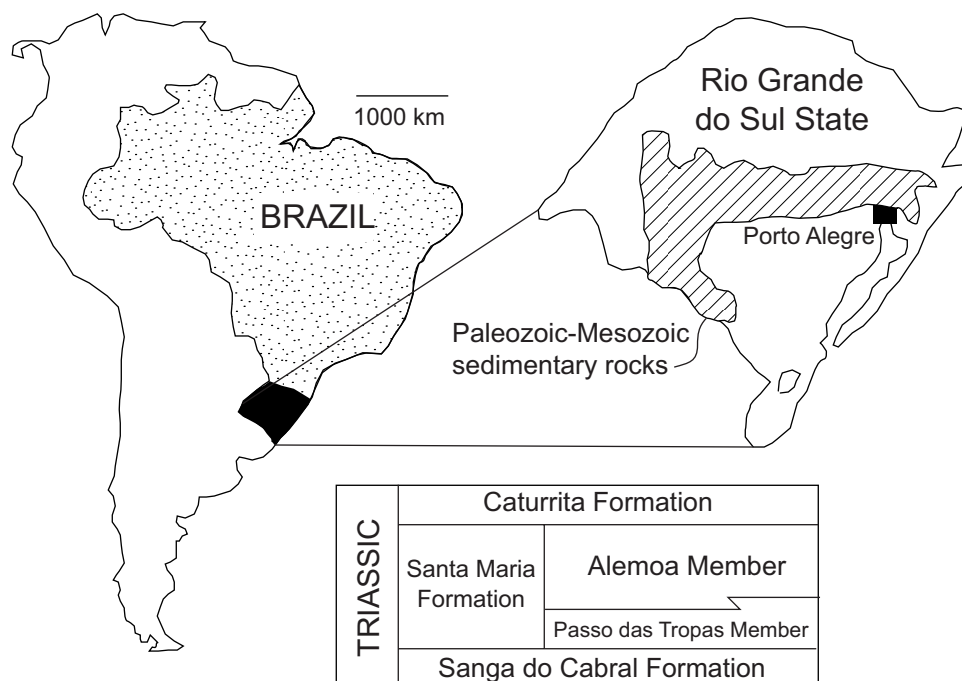 1000 km
BRAZIL
Rio Grande
do Sul State
Porto Alegre
Paleozoic-Mesozoic
sedimentary rocks
TRIASSIC
Caturrita Formation
Santa Maria
Formation
Alemoa Member
Passo das Tropas Member
Sanga do Cabral Formation